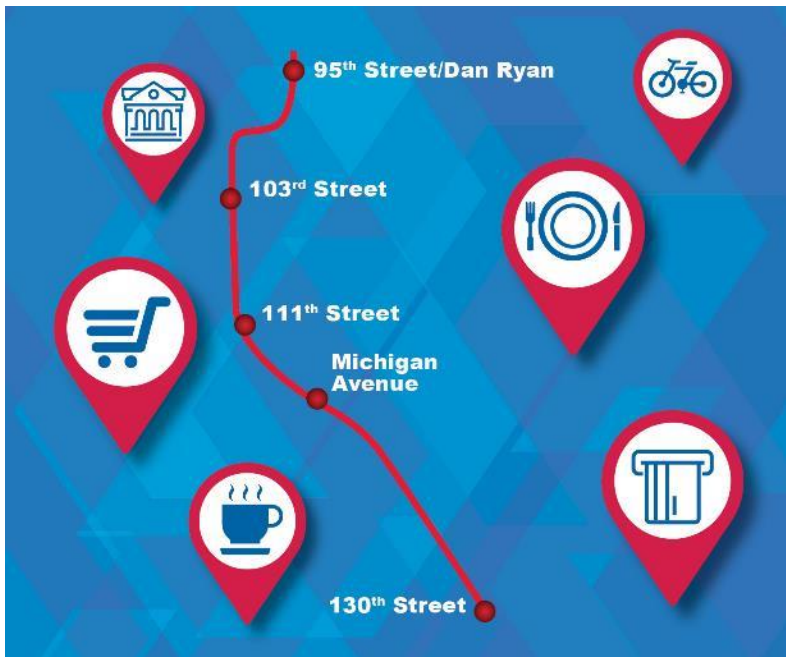 95th Street/Dan Ryan
103rd Street
111th Street
Michigan
Avenue
130th Street